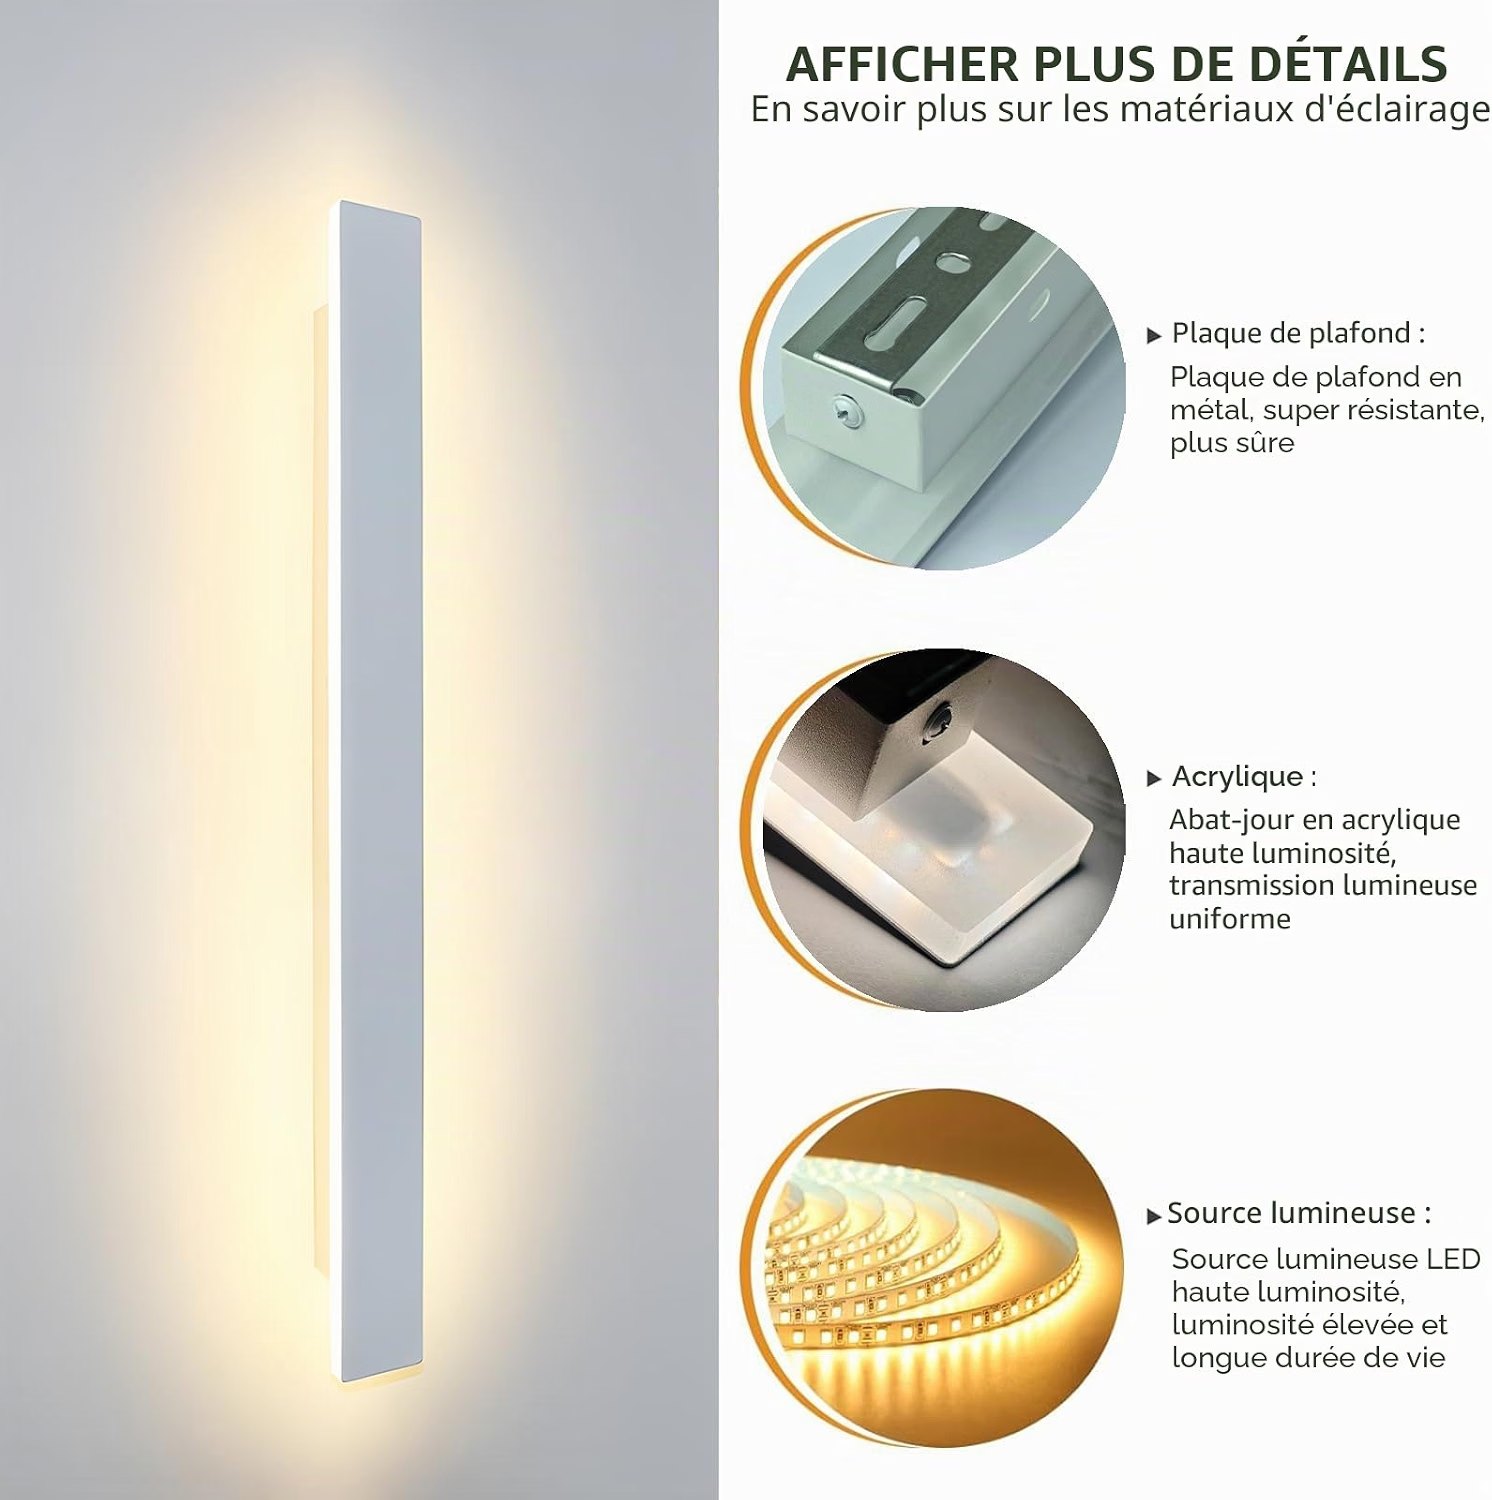 AFFICHER PLUS DE DÉTAILS
En savoir plus sur les matériaux d'éclairage
Plaque de plafond :
Plaque de plafond en
métal, super résistante,
plus sûre
Acrylique :
Abat-jour en acrylique
haute luminosité,
transmission lumineuse
uniforme
Source lumineuse :
Source lumineuse LED
haute luminosité,
luminosité élevée et
longue durée de vie